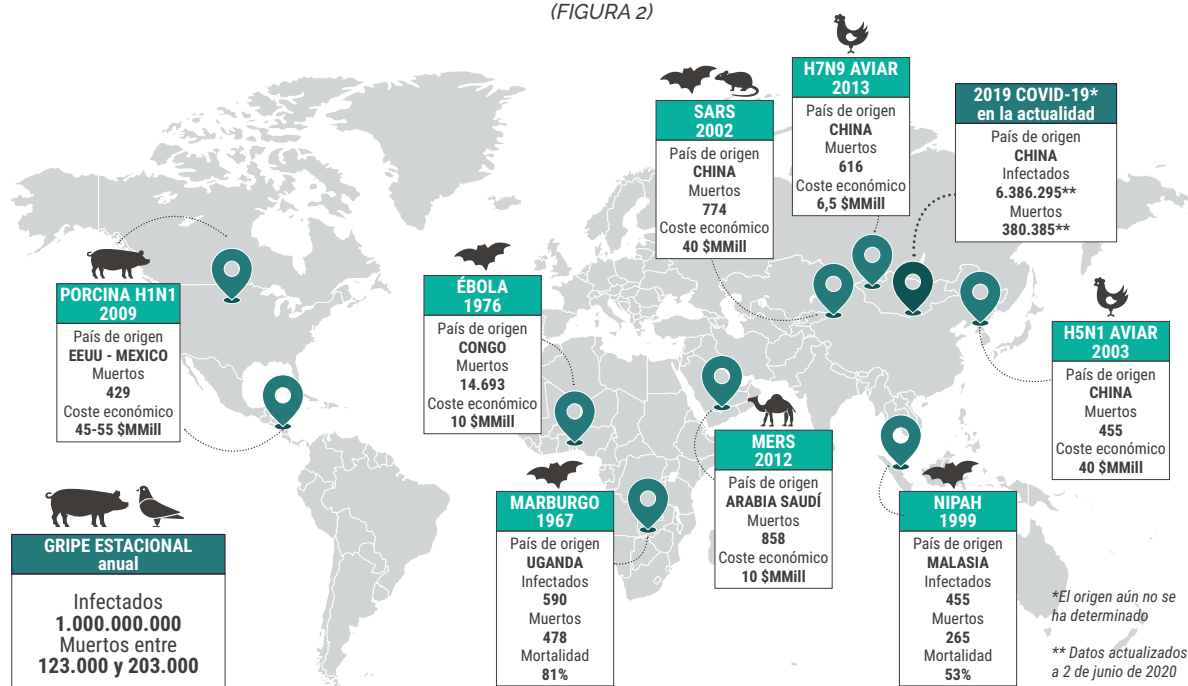 (FIGURA 2)
H7N9 AVIAR
2013
País de origen
CHINA
Muertos
616
Coste económico
6,5 $MMill
SARS
2002
País de origen
CHINA
Muertos
774
Coste económico
40 $MMill
2019 COVID-19*
en la actualidad
País de origen
CHINA
Infectados
6.386.295**
Muertos
380.385**
PORCINA H1N1
2009
País de origen
EEUU - MEXICO
Muertos
429
Coste económico
45-55 $MMill
ÉBOLA
1976
País de origen
CONGO
Muertos
14.693
Coste económico
10 $MMill
H5N1 AVIAR
2003
País de origen
CHINA
Muertos
455
Coste económico
40 $MMill
MERS
2012
País de origen
ARABIA SAUDÍ
Muertos
858
Coste económico
10 $MMill
MARBURGO
1967
País de origen
UGANDA
Infectados
590
Muertos
478
Mortalidad
81%
NIPAH
1999
País de origen
MALASIA
Infectados
455
Muertos
265
Mortalidad
53%
GRIPE ESTACIONAL
anual
Infectados
1.000.000.000
Muertos entre
123.000 y 203.000
*El origen aún no se
ha determinado
** Datos actualizados
a 2 de junio de 2020